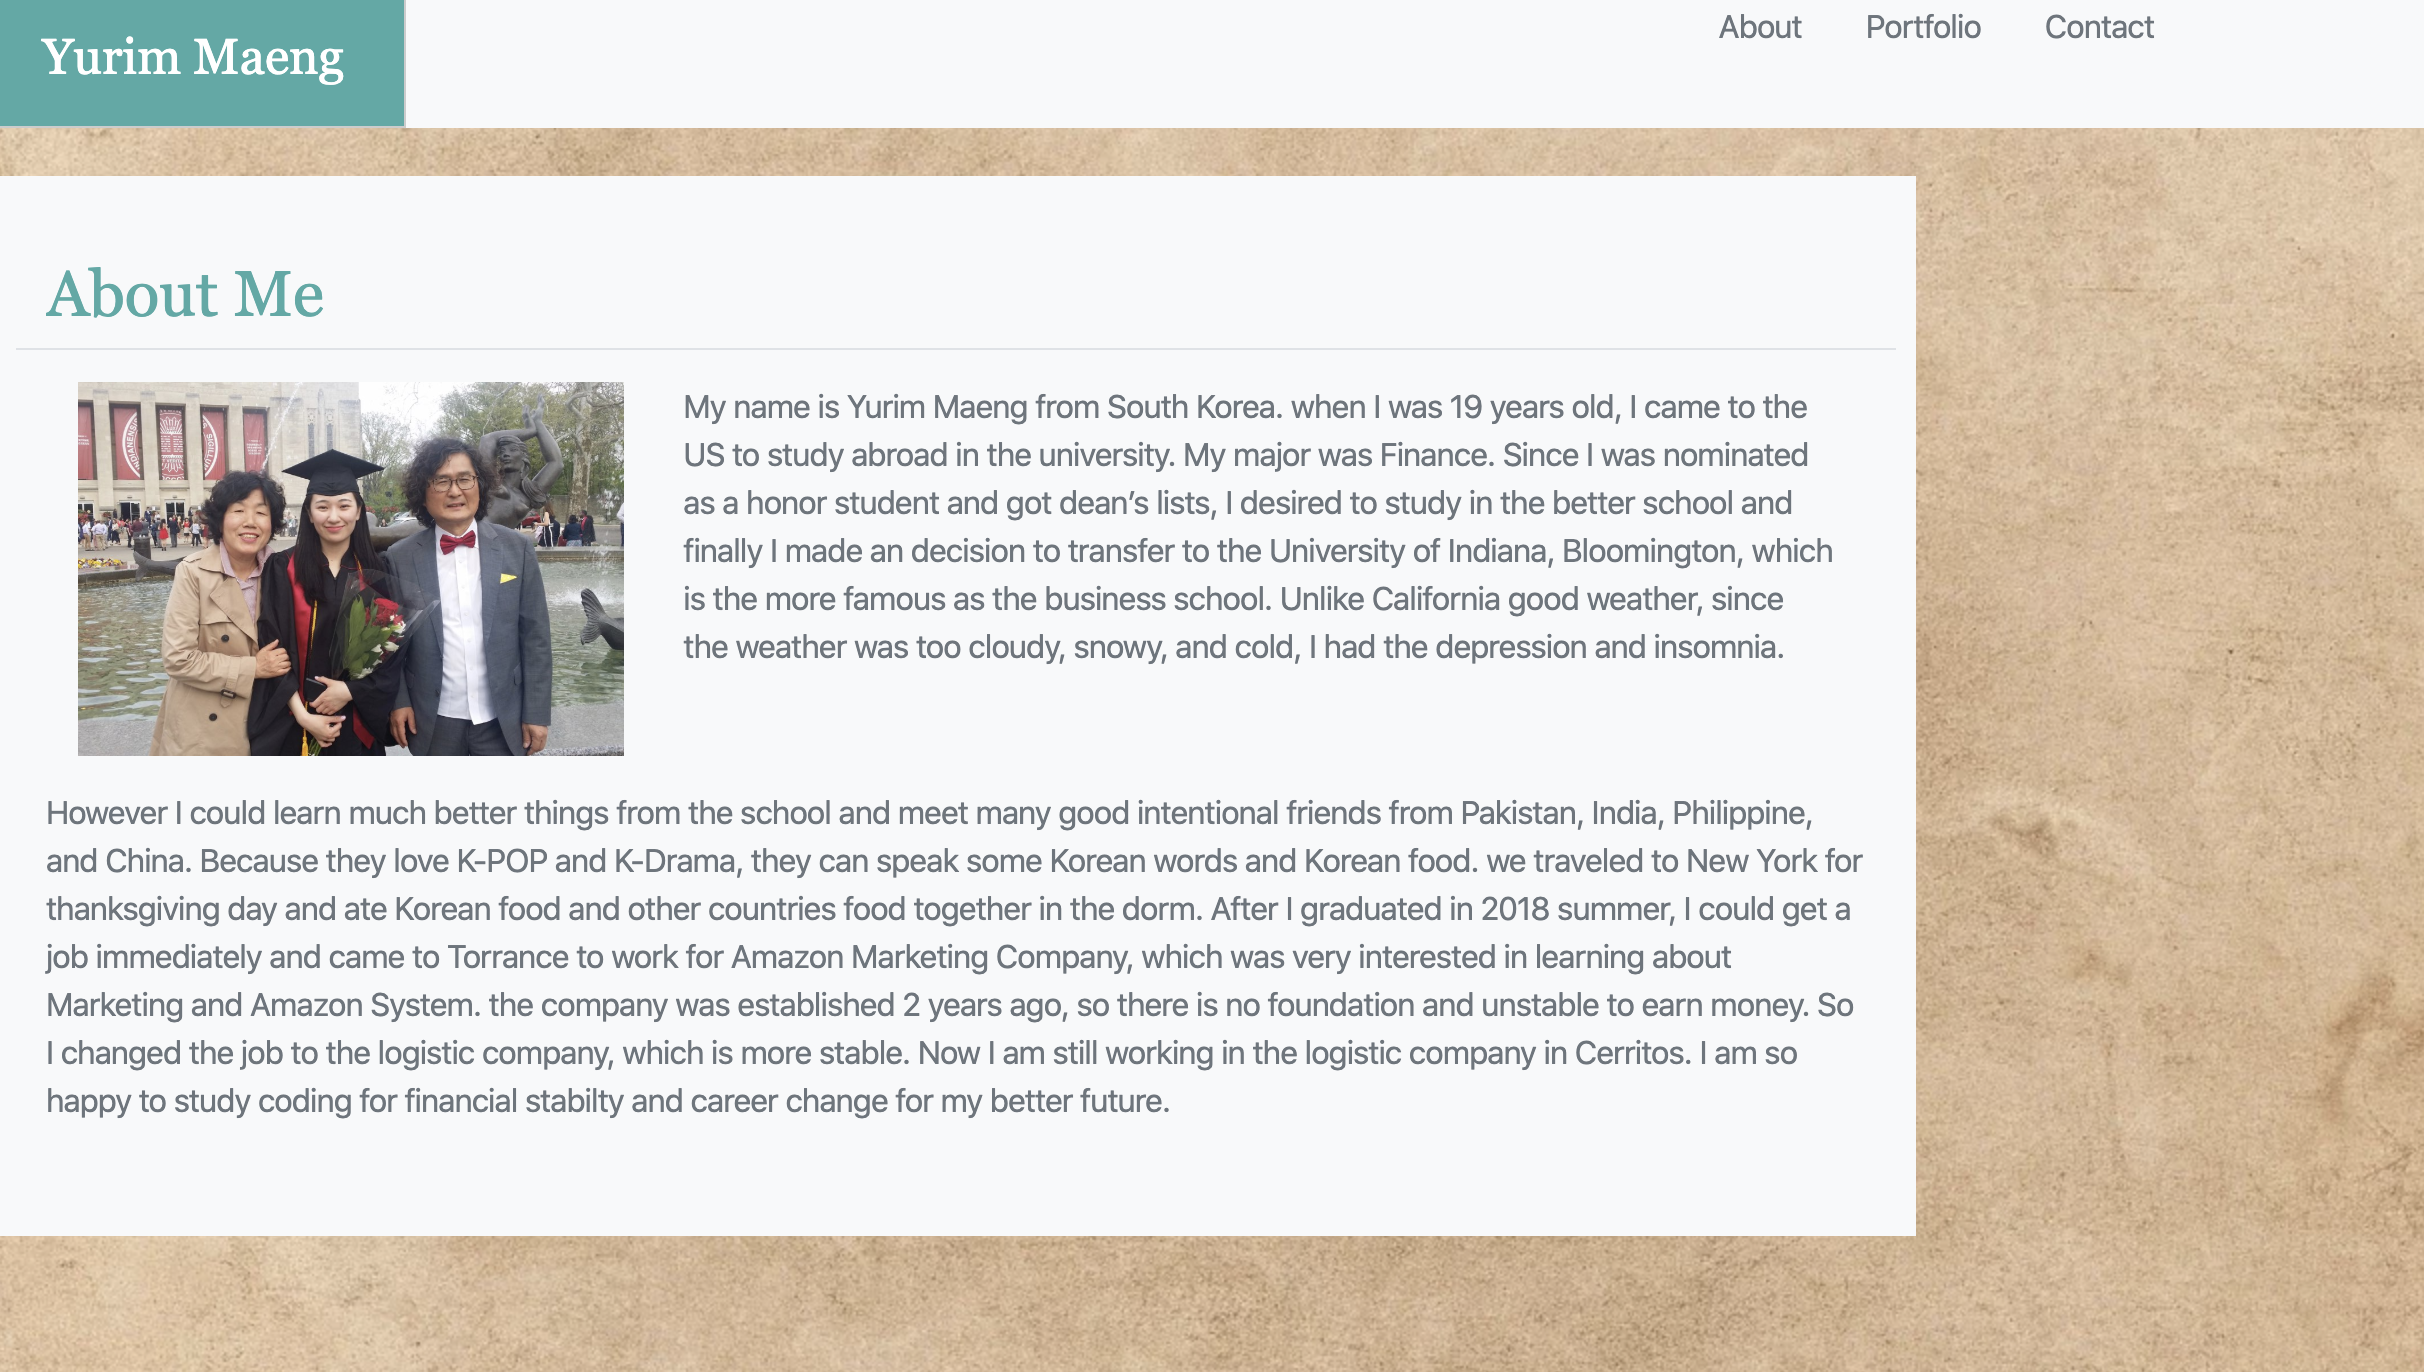 Yurim Maeng
About Portfolio Contact
About Me
My name is Yurim Maeng from South Korea. when I was 19 years old, I came to the
US to study abroad in the university. My major was Finance. Since I was nominated
as a honor student and got dean’s lists, I desired to study in the better school and
finally I made an decision to transfer to the University of Indiana, Bloomington, which
is the more famous as the business school. Unlike California good weather, since
the weather was too cloudy, snowy, and cold, I had the depression and insomnia.
However I could learn much better things from the school and meet many good intentional friends from Pakistan, India, Philippine,
and China. Because they love K-POP and K-Drama, they can speak some Korean words and Korean food. we traveled to New York for
thanksgiving day and ate Korean food and other countries food together in the dorm. After I graduated in 2018 summer, I could get a
job immediately and came to Torrance to work for Amazon Marketing Company, which was very interested in learning about
Marketing and Amazon System. the company was established 2 years ago, so there is no foundation and unstable to earn money. So
I changed the job to the logistic company, which is more stable. Now I am still working in the logistic company in Cerritos. I am so
happy to study coding for financial stabilty and career change for my better future.